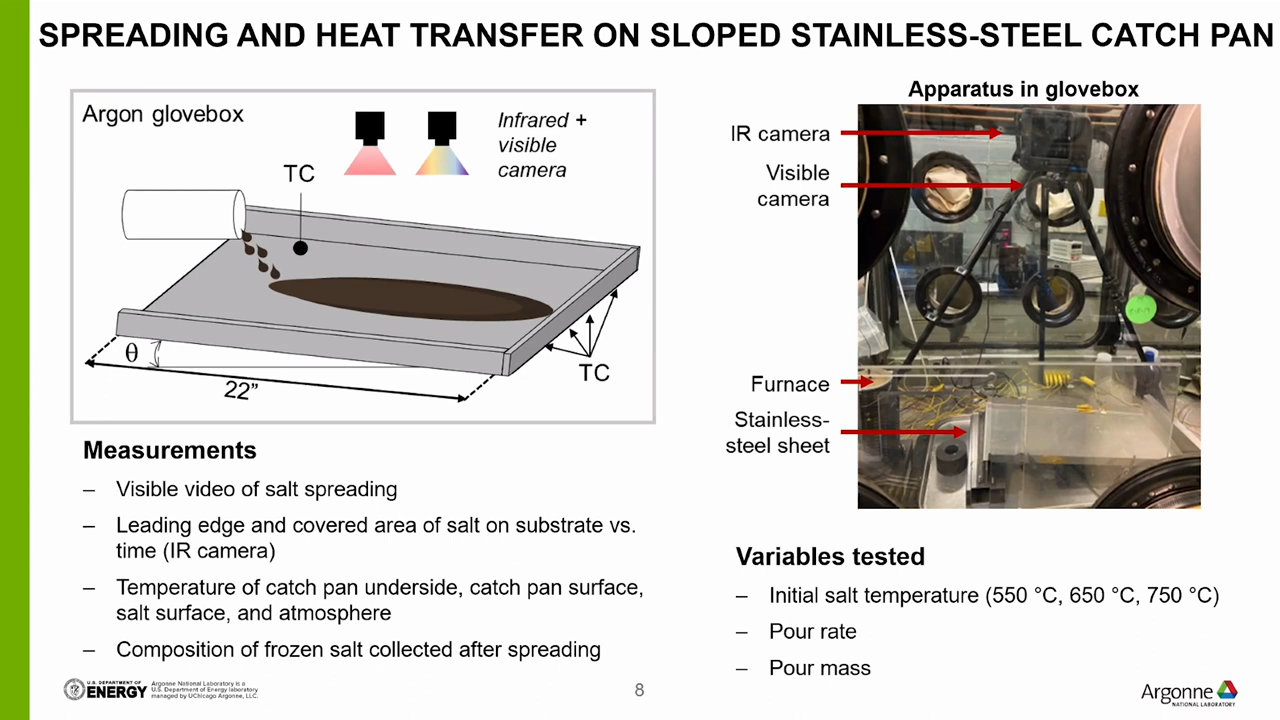 SPREADING AND HEAT TRANSFER ON SLOPED STAINLESS-STEEL CATCH PAN
Argon glovebox
Infrared +
visible
camera
TC
θ
22”
TC
Measurements
– Visible video of salt spreading
– Leading edge and covered area of salt on substrate vs.
time (IR camera)
– Temperature of catch pan underside, catch pan surface,
salt surface, and atmosphere
– Composition of frozen salt collected after spreading
Apparatus in glovebox
IR camera
Visible
camera
Furnace
Stainless-
steel sheet
Variables tested
– Initial salt temperature (550 °C, 650 °C, 750 °C)
– Pour rate
– Pour mass
U.S. DEPARTMENT OF
ENERGY
Argonne National Laboratory is a
U.S. Department of Energy laboratory
managed by UChicago Argonne, LLC.
8
Argonne
NATIONAL LABORATORY